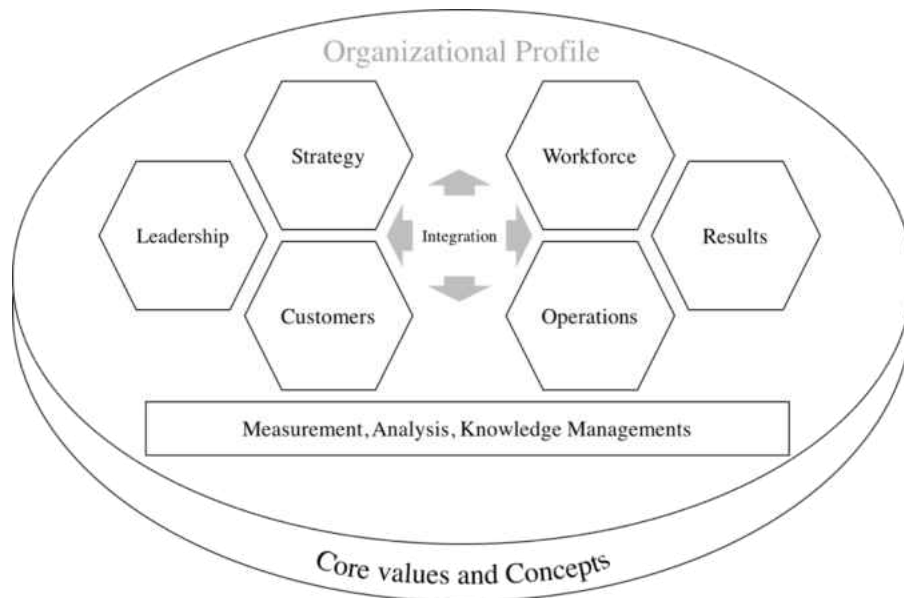 Organizational Profile
Strategy
Workforce
Leadership
Integration
Results
Customers
Operations
Measurement, Analysis, Knowledge Managements
Core values and Concepts